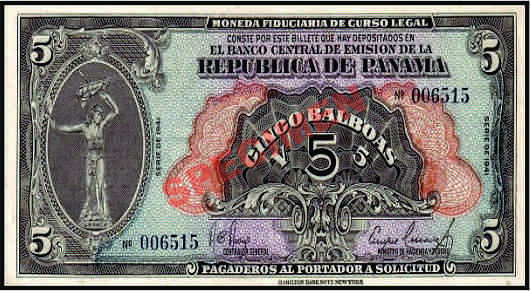 MONEDA FIDUCIARIA DE CURSO LEGAL
CONSTE POR ESTE BILLETE QUE HAY DEPOSITADOS EN
EL BANCO CENTRAL DE EMISION DE LA
REPUBLICA DE PANAMA
5
5
Nº 006515
SERIE DE 1941
SERIE DE 1941
CINCO BALBOAS
V 5 5
SPECIMEN
Nº 006515
CONTRALOR GENERAL
MINISTRO DE HACIENDA Y TESORO
5
5
PAGADEROS AL PORTADOR A SOLICITUD
HAMILTON BANK NOTE NEW YORK